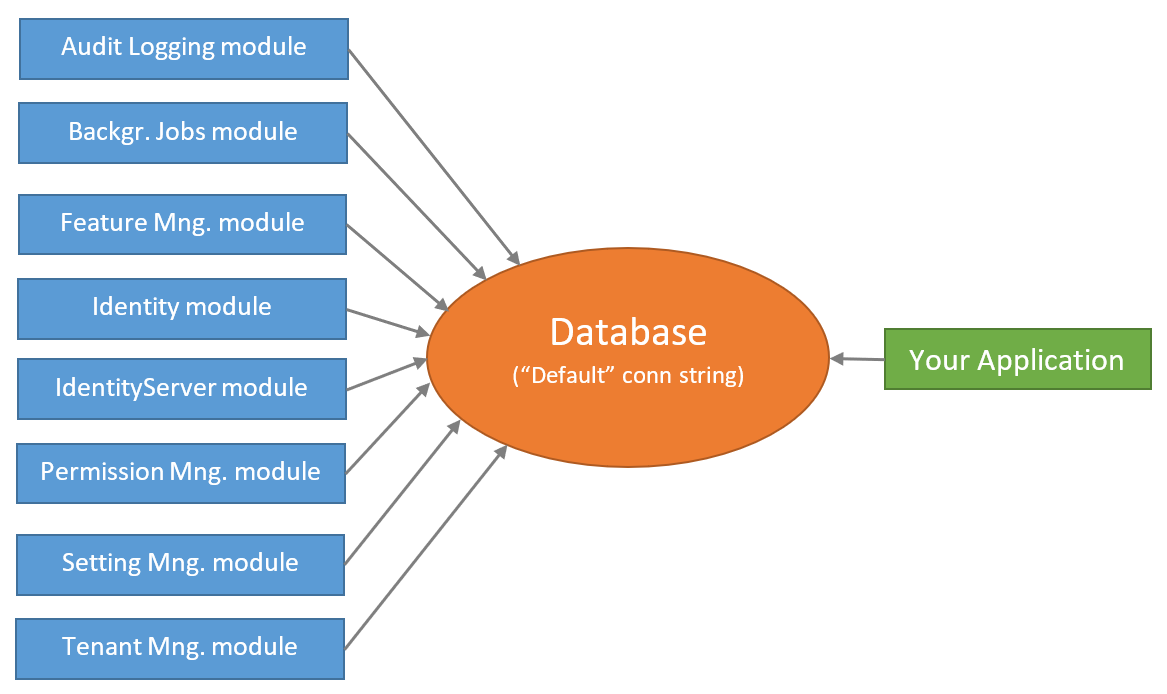 Audit Logging module
Backgr. Jobs module
Feature Mng. module
Identity module
IdentityServer module
Permission Mng. module
Setting Mng. module
Tenant Mng. module
Database
(“Default” conn string)
Your Application